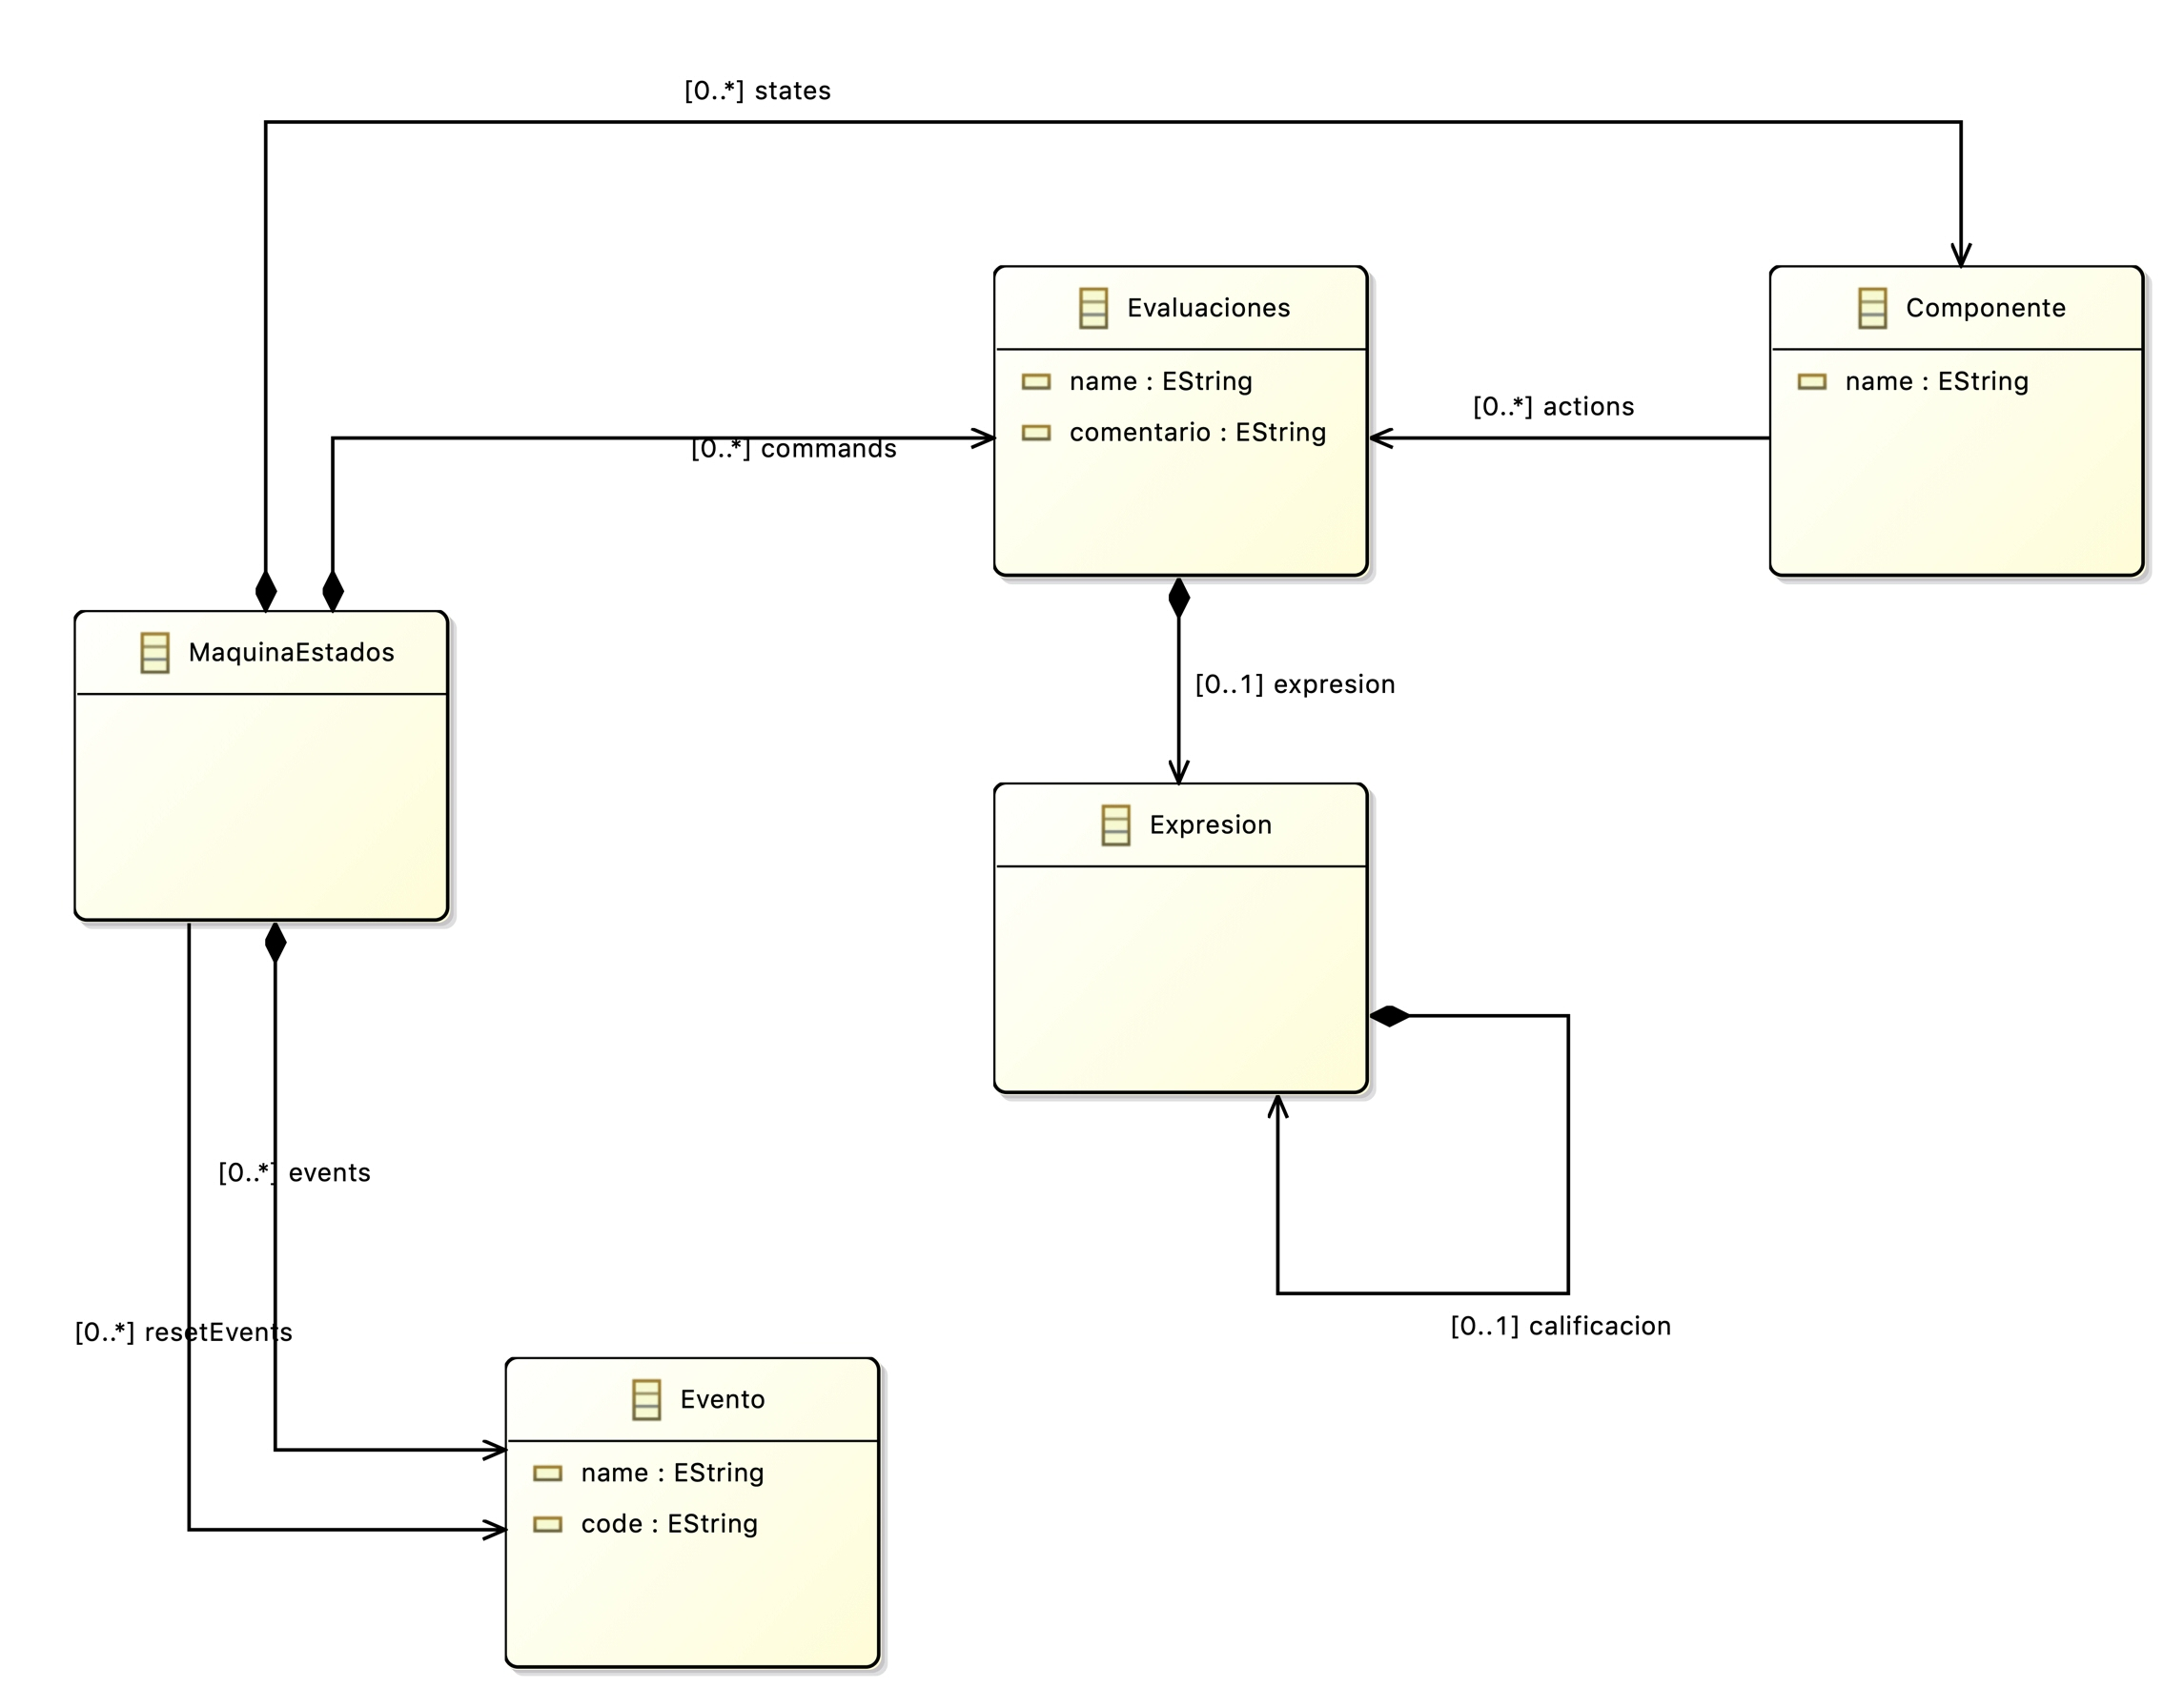 [0..*] states
Evaluaciones
name : EString
comentario : EString
Componente
name : EString
[0..*] actions
[0..*] commands
MaquinaEstados
[0..1] expresion
Expresion
[0..*] events
[0..*] resetEvents
[0..1] calificacion
Evento
name : EString
code : EString